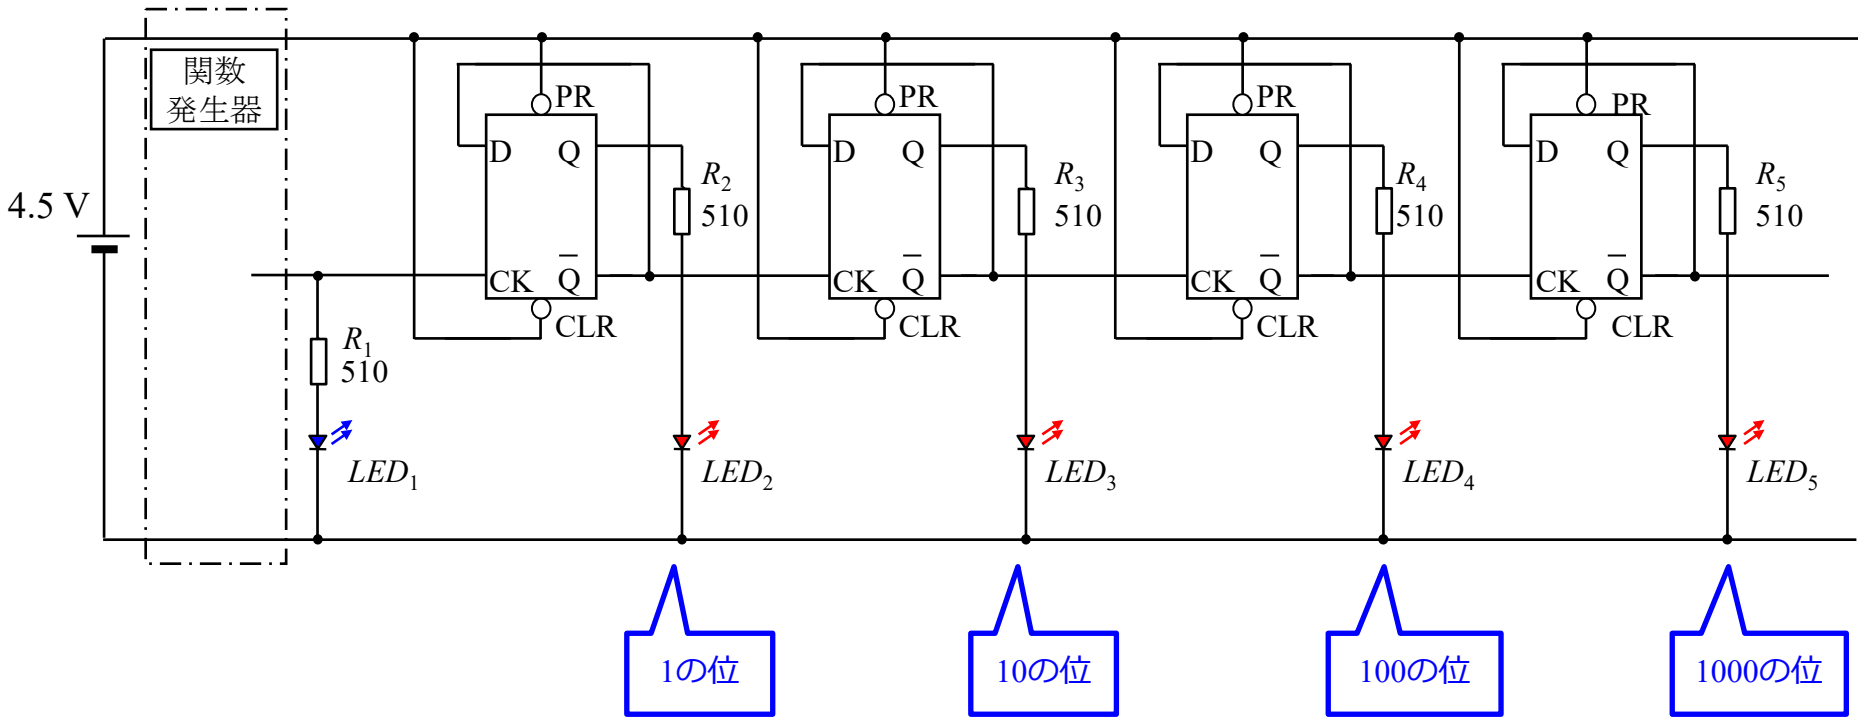 関数
発生器
4.5 V
PR
D
Q
CK
Q
CLR
R1
510
LED1
R2
510
LED2
PR
D
Q
CK
Q
CLR
R3
510
LED3
PR
D
Q
CK
Q
CLR
R4
510
LED4
PR
D
Q
CK
Q
CLR
R5
510
LED5
1の位
10の位
100の位
1000の位